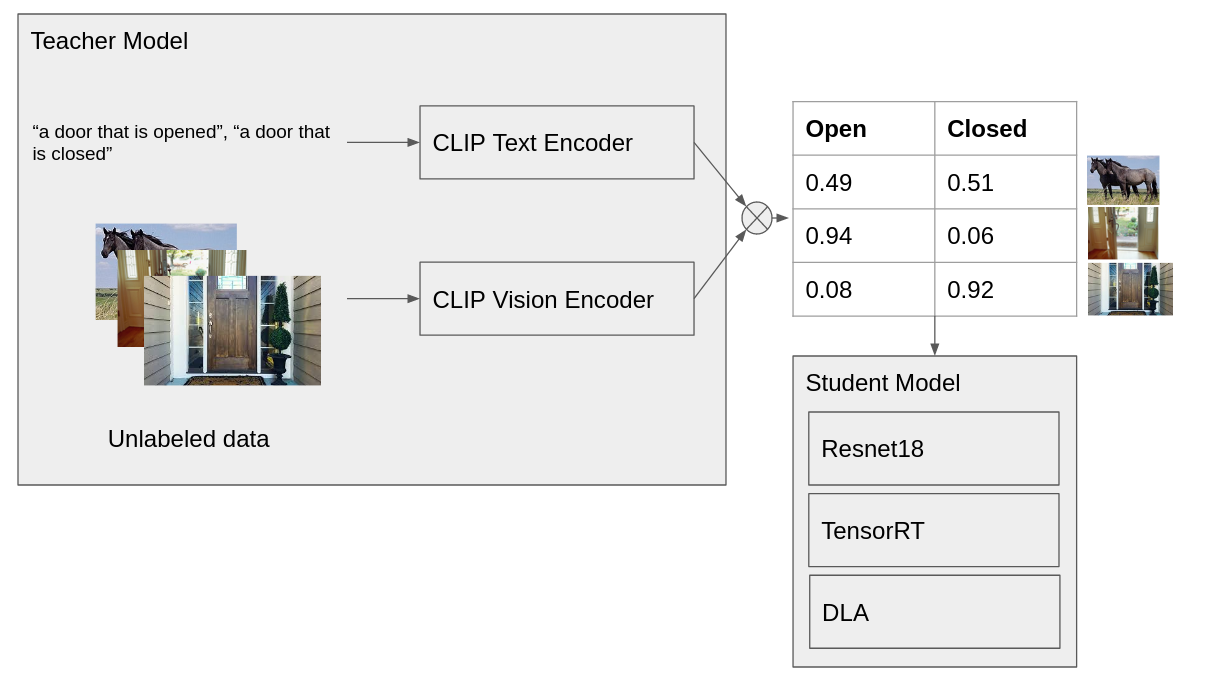 Teacher Model
“a door that is opened”, “a door that
is closed”
CLIP Text Encoder
CLIP Vision Encoder
Unlabeled data
Open Closed
0.49 0.51
0.94 0.06
0.08 0.92
Student Model
Resnet18
TensorRT
DLA